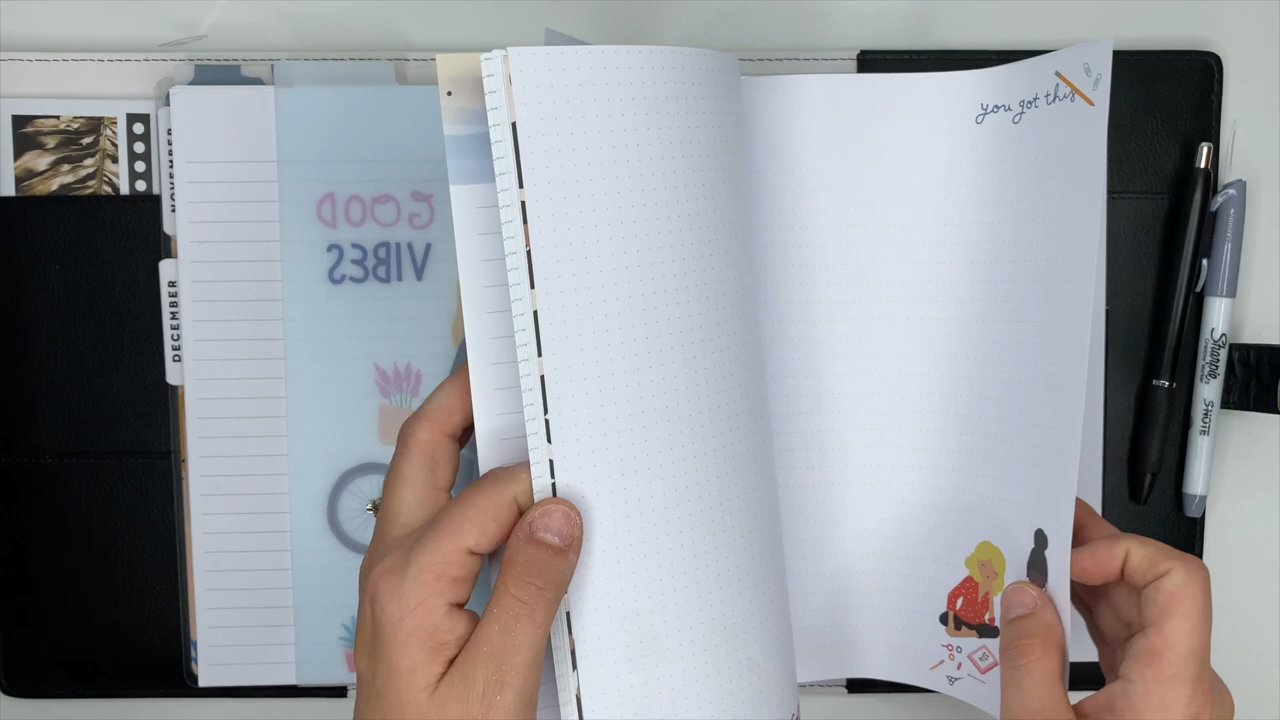 NOVEMBER
DECEMBER
GOOD
VIBES
you got this
Sharpie
S·NOTE